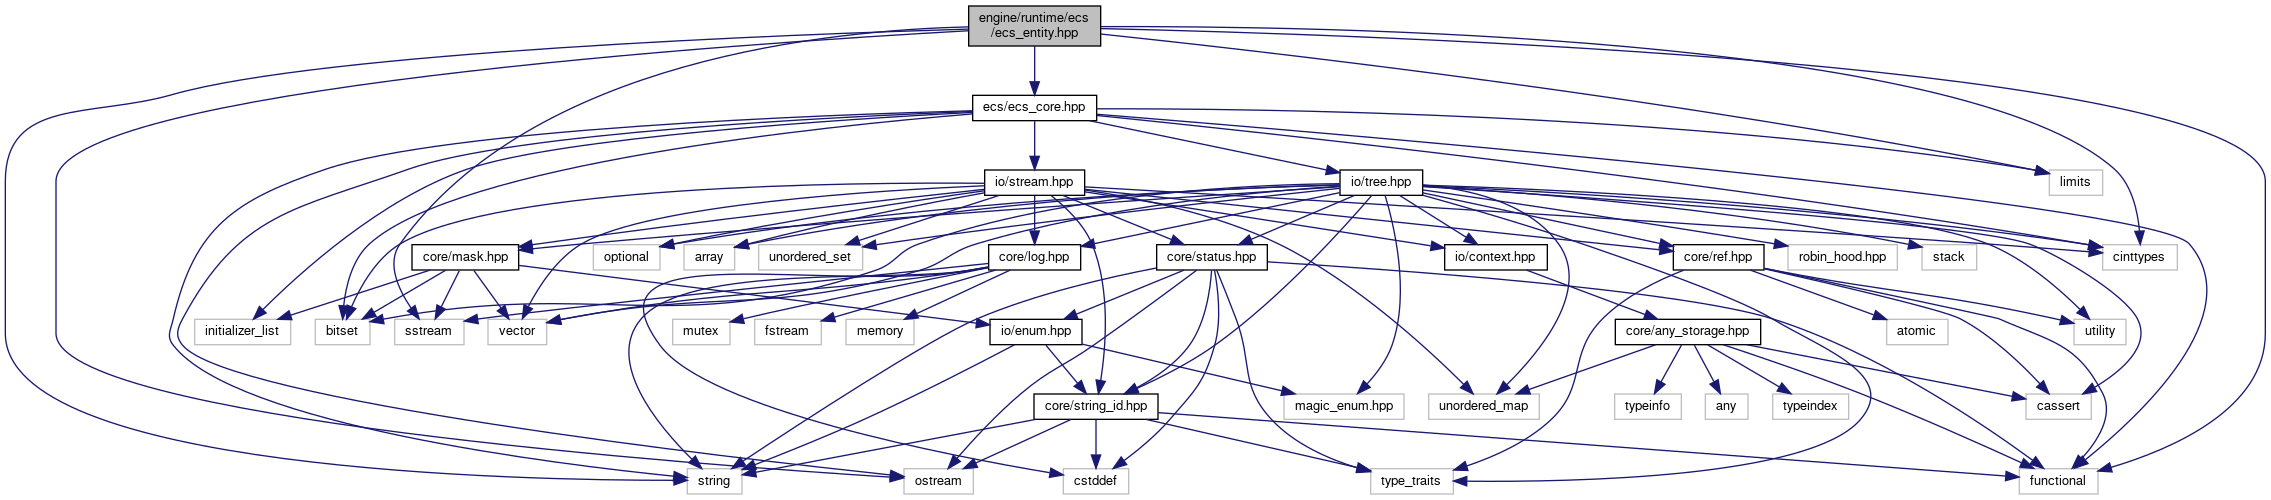 engine/runtime/ecs
/ecs_entity.hpp
ecs/ecs_core.hpp
io/stream.hpp
io/tree.hpp
limits
core/mask.hpp
optional
array
unordered_set
core/log.hpp
core/status.hpp
io/context.hpp
core/ref.hpp
robin_hood.hpp
stack
cinttypes
initializer_list
bitset
sstream
vector
mutex
fstream
memory
io/enum.hpp
core/any_storage.hpp
atomic
utility
core/string_id.hpp
magic_enum.hpp
unordered_map
typeinfo
any
typeindex
cassert
string
ostream
cstddef
type_traits
functional